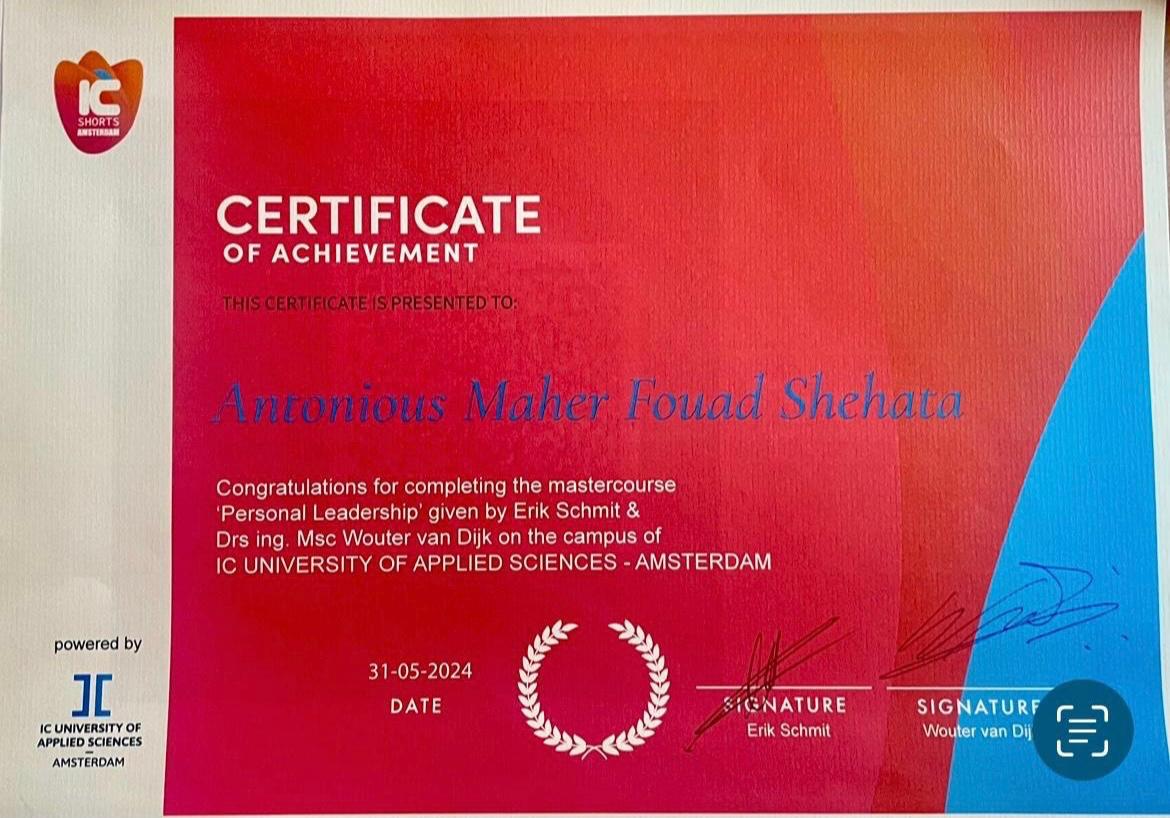 IC
SHORTS
AMSTERDAM
CERTIFICATE
OF ACHIEVEMENT
THIS CERTIFICATE IS PRESENTED TO:
Antonious Maher Fouad Shehata
Congratulations for completing the mastercourse
‘Personal Leadership’ given by Erik Schmit &
Drs ing. Msc Wouter van Dijk on the campus of
IC UNIVERSITY OF APPLIED SCIENCES - AMSTERDAM
powered by
IC UNIVERSITY OF
APPLIED SCIENCES
–
AMSTERDAM
31-05-2024
DATE
SIGNATURE
Erik Schmit
SIGNATURE
Wouter van Dij